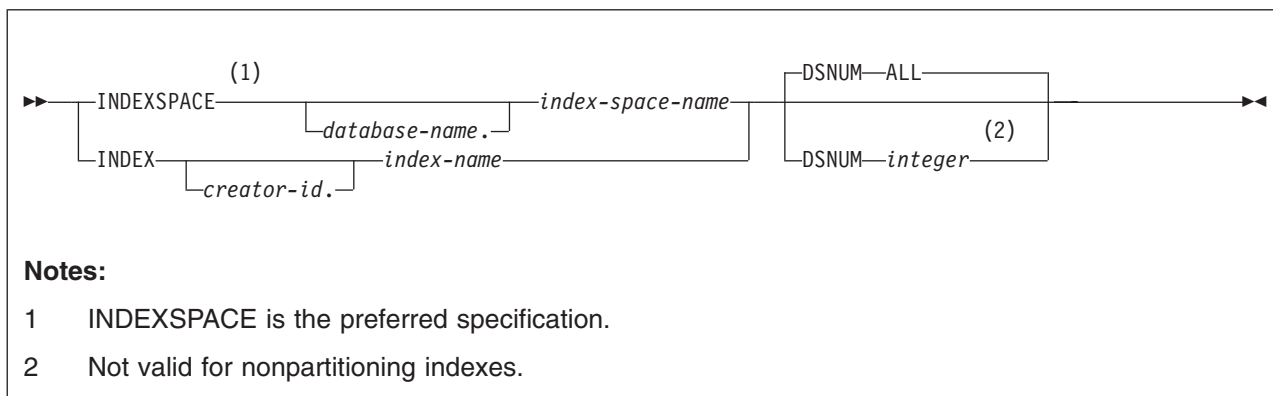 (1)
DSNUM ALL
INDEXSPACE index-space-name
database-name. (2)
INDEX index-name DSNUM integer
creator-id.
Notes:
1 INDEXSPACE is the preferred specification.
2 Not valid for nonpartitioning indexes.